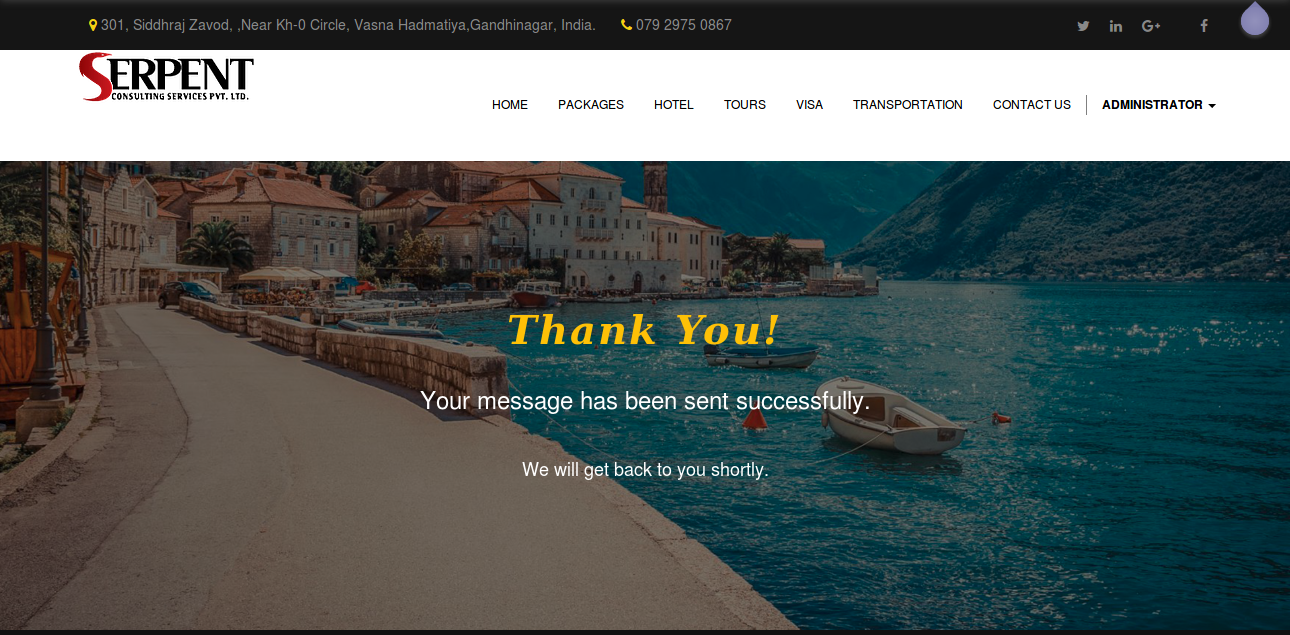 301, Siddhraj Zavod, ,Near Kh-0 Circle, Vasna Hadmatiya,Gandhinagar, India. 079 2975 0867
SERPENT
CONSULTING SERVICES PVT. LTD.
HOME PACKAGES HOTEL TOURS VISA TRANSPORTATION CONTACT US ADMINISTRATOR
Thank You!
Your message has been sent successfully.
We will get back to you shortly.